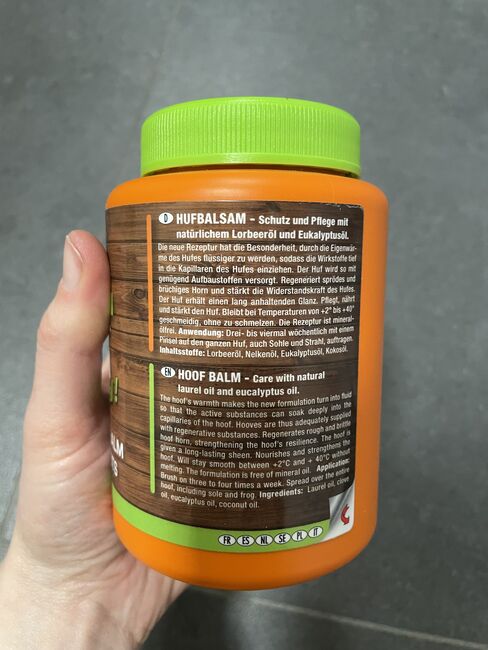 D HUFBALSAM - Schutz und Pflege mit
natürlichem Lorbeeröl und Eukalyptusöl.
Die neue Rezeptur hat die Besonderheit, durch die Eigenwär-
me des Hufes flüssiger zu werden, sodass die Wirkstoffe tief
in die Kapillaren des Hufes einziehen. Der Huf wird so mit
genügend Aufbaustoffen versorgt. Regeneriert sprödes und
brüchiges Horn und stärkt die Widerstandskraft des Hufes.
Der Huf erhält einen lang anhaltenden Glanz. Pflegt, nährt
und stärkt den Huf. Bleibt bei Temperaturen von +2° bis +40°
geschmeidig, ohne zu schmelzen. Die Rezeptur ist mineral-
ölfrei. Anwendung: Drei- bis viermal wöchentlich mit einem
Pinsel auf den ganzen Huf, auch Sohle und Strahl, auftragen.
Inhaltsstoffe: Lorbeeröl, Nelkenöl, Eukalyptusöl, Kokosöl.
EN HOOF BALM - Care with natural
laurel oil and eucalyptus oil.
The hoof's warmth makes the new formulation turn into fluid
so that the active substances can soak deeply into the
capillaries of the hoof. Hooves are thus adequately supplied
with regenerative substances. Regenerates rough and brittle
hoof horn, strengthening the hoof's resilience. The hoof is
given a long-lasting sheen. Nourishes and strengthens the
hoof. Will stay smooth between +2°C and + 40°C without
melting. The formulation is free of mineral oil. Application:
Brush on three to four times a week. Spread over the entire
hoof, including sole and frog. Ingredients: Laurel oil, clove
oil, eucalyptus oil, coconut oil.
FR ES NL SE PL IT